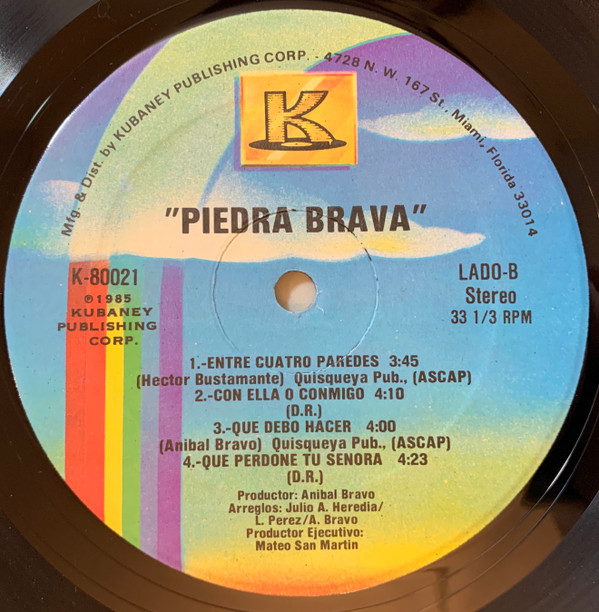 Mfg. & Dist. by KUBANEY PUBLISHING CORP. - 4728 N. W. 167 St., Miami, Florida 33014
K
"PIEDRA BRAVA"
K-80021
℗1985
KUBANEY
PUBLISHING
CORP.
LADO-B
Stereo
33 1/3 RPM
1.-ENTRE CUATRO PAREDES 3:45
(Hector Bustamante) Quisqueya Pub., (ASCAP)
2.-CON ELLA O CONMIGO 4:10
(D.R.)
3.-QUE DEBO HACER 4:00
(Anibal Bravo) Quisqueya Pub., (ASCAP)
4.-QUE PERDONE TU SENORA 4:23
(D.R.)
Productor: Anibal Bravo
Arreglos: Julio A. Heredia/
L. Perez/A. Bravo
Productor Ejecutivo:
Mateo San Martin